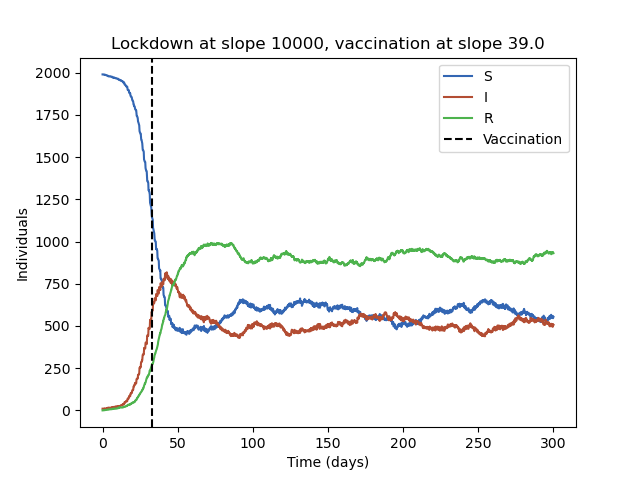 Lockdown at slope 10000, vaccination at slope 39.0
S
I
R
Vaccination
Individuals
2000
1750
1500
1250
1000
750
500
250
0
0 50 100 150 200 250 300
Time (days)